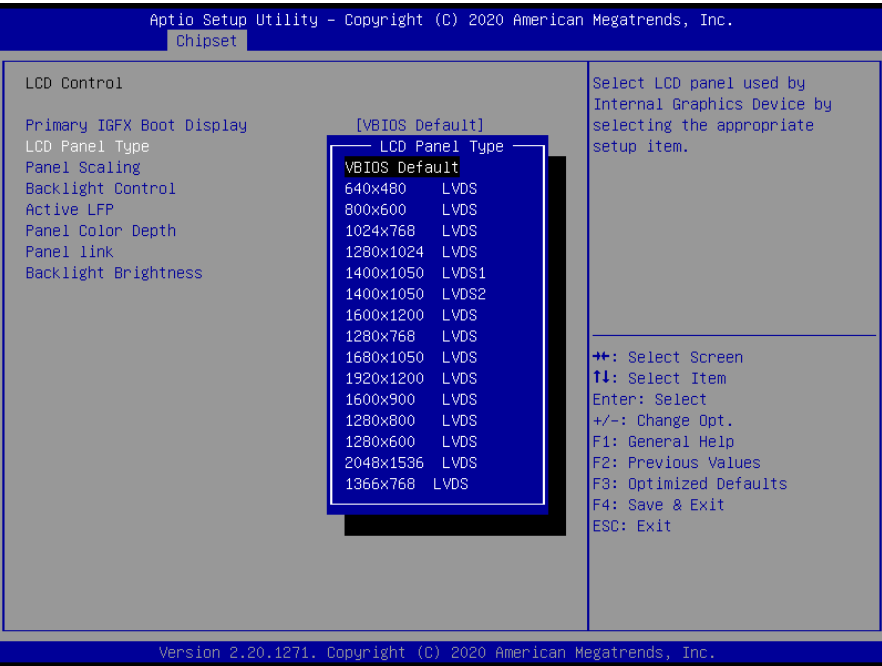 Aptio Setup Utility – Copyright (C) 2020 American Megatrends, Inc.
Chipset
LCD Control
Primary IGFX Boot Display [VBIOS Default]
LCD Panel Type
Panel Scaling
Backlight Control
Active LFP
Panel Color Depth
Panel link
Backlight Brightness
LCD Panel Type
VBIOS Default
640x480 LVDS
800x600 LVDS
1024x768 LVDS
1280x1024 LVDS
1400x1050 LVDS1
1400x1050 LVDS2
1600x1200 LVDS
1280x768 LVDS
1680x1050 LVDS
1920x1200 LVDS
1600x900 LVDS
1280x800 LVDS
1280x600 LVDS
2048x1536 LVDS
1366x768 LVDS
Select LCD panel used by
Internal Graphics Device by
selecting the appropriate
setup item.
→←: Select Screen
↑↓: Select Item
Enter: Select
+/-: Change Opt.
F1: General Help
F2: Previous Values
F3: Optimized Defaults
F4: Save & Exit
ESC: Exit
Version 2.20.1271. Copyright (C) 2020 American Megatrends, Inc.